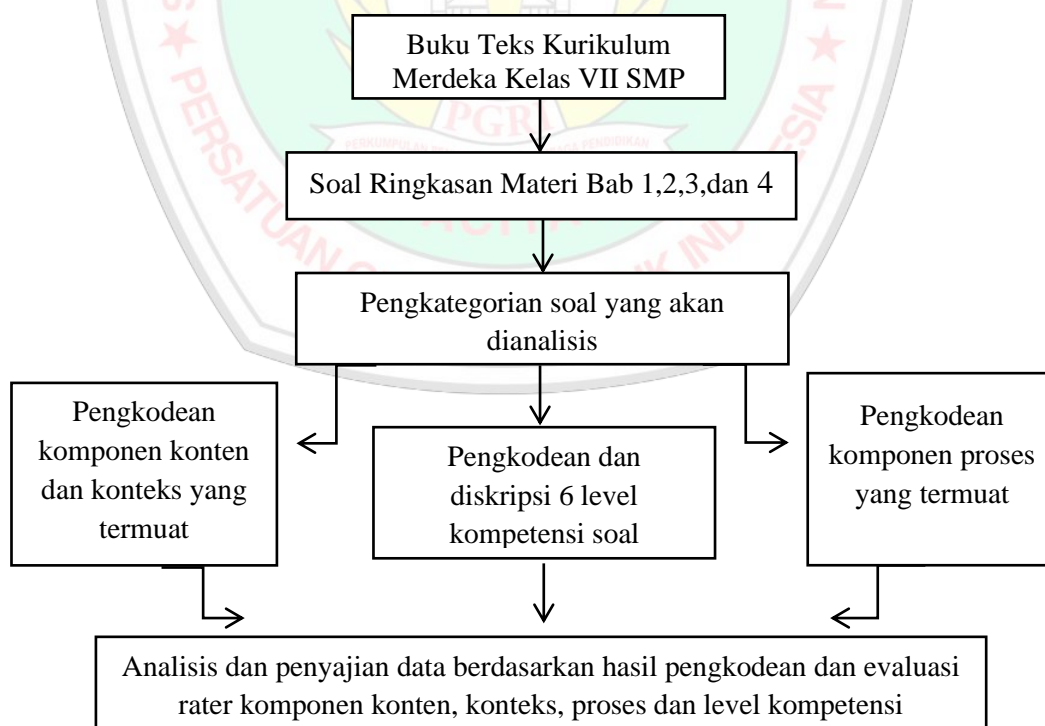 Buku Teks Kurikulum
Merdeka Kelas VII SMP
PGRI
Soal Ringkasan Materi Bab 1,2,3,dan 4
Pengkategorian soal yang akan
dianalisis
Pengkodean
komponen konten
dan konteks yang
termuat
Pengkodean dan
diskripsi 6 level
kompetensi soal
Pengkodean
komponen proses
yang termuat
Analisis dan penyajian data berdasarkan hasil pengkodean dan evaluasi
rater komponen konten, konteks, proses dan level kompetensi